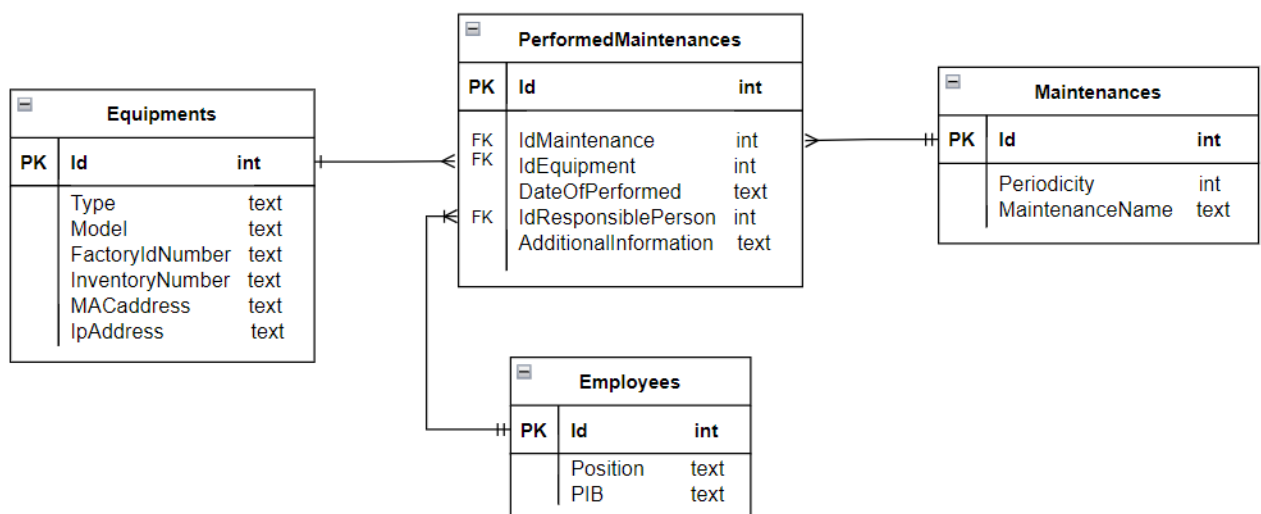 Equipments
PK Id int
Type text
Model text
FactoryIdNumber text
InventoryNumber text
MACaddress text
IpAddress text
PerformedMaintenances
PK Id int
FK IdMaintenance int
FK IdEquipment int
DateOfPerformed text
FK IdResponsiblePerson int
AdditionalInformation text
Maintenances
PK Id int
Periodicity int
MaintenanceName text
Employees
PK Id int
Position text
PIB text